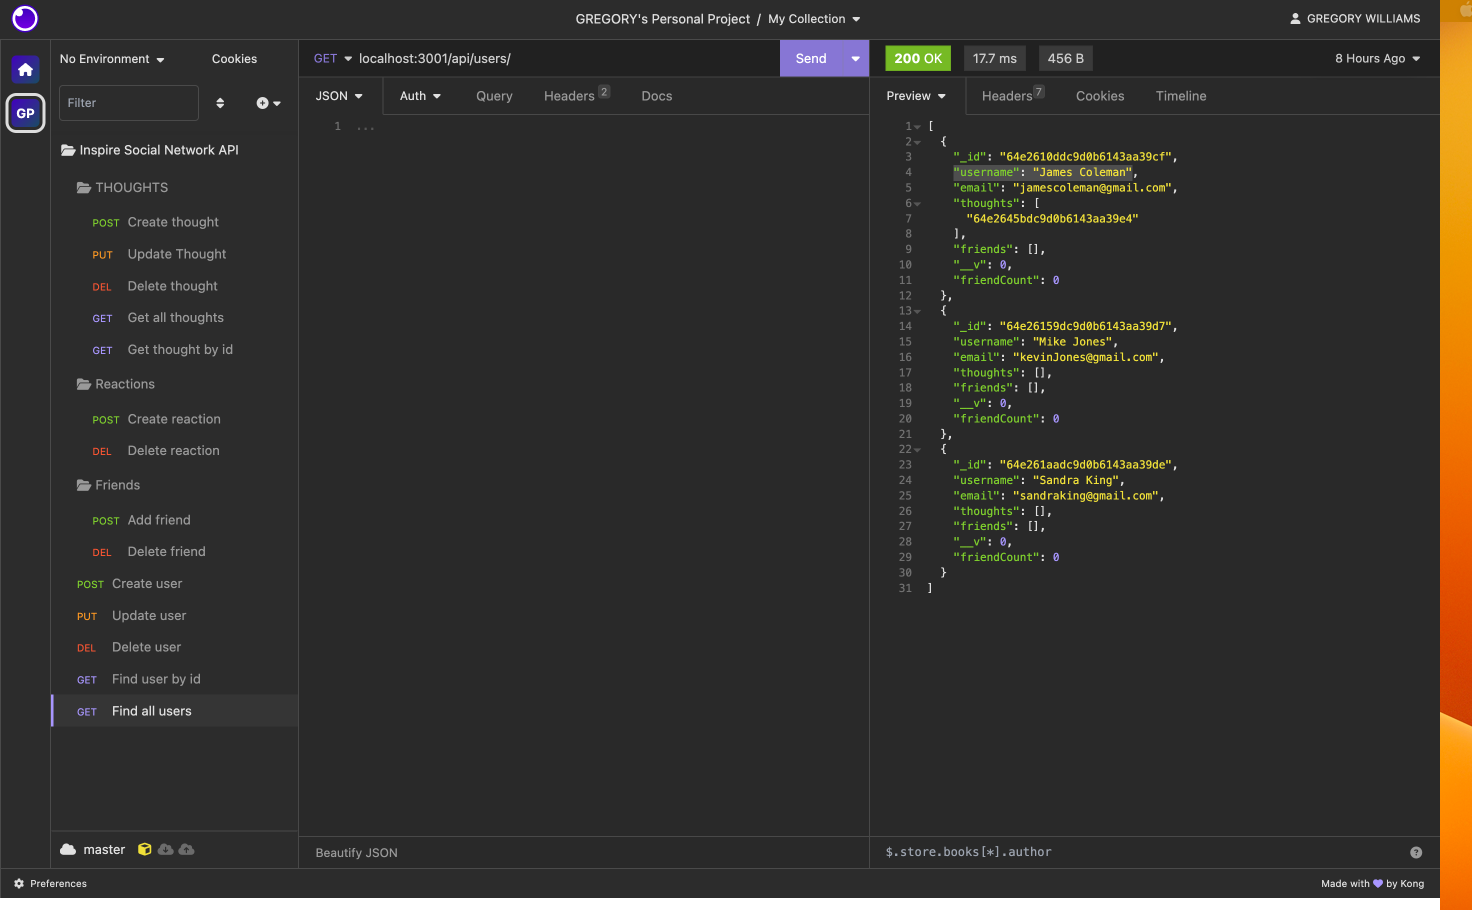 GREGORY's Personal Project / My Collection
GREGORY WILLIAMS
GP
No Environment
Cookies
Filter
Inspire Social Network API
THOUGHTS
POST Create thought
PUT Update Thought
DEL Delete thought
GET Get all thoughts
GET Get thought by id
Reactions
POST Create reaction
DEL Delete reaction
Friends
POST Add friend
DEL Delete friend
POST Create user
PUT Update user
DEL Delete user
GET Find user by id
GET Find all users
master
Preferences
GET localhost:3001/api/users/
Send
JSON Auth Query Headers 2 Docs
1 ...
Beautify JSON
200 OK 17.7 ms 456 B 8 Hours Ago
Preview Headers 7 Cookies Timeline
1 [
2 {
3 "_id": "64e2610ddc9d0b6143aa39cf",
4 "username": "James Coleman",
5 "email": "jamescoleman@gmail.com",
6 "thoughts": [
7 "64e2645bdc9d0b6143aa39e4"
8 ],
9 "friends": [],
10 "__v": 0,
11 "friendCount": 0
12 },
13 {
14 "_id": "64e26159dc9d0b6143aa39d7",
15 "username": "Mike Jones",
16 "email": "kevinJones@gmail.com",
17 "thoughts": [],
18 "friends": [],
19 "__v": 0,
20 "friendCount": 0
21 },
22 {
23 "_id": "64e261aadc9d0b6143aa39de",
24 "username": "Sandra King",
25 "email": "sandraking@gmail.com",
26 "thoughts": [],
27 "friends": [],
28 "__v": 0,
29 "friendCount": 0
30 }
31 ]
$.store.books[*].author
Made with 💜 by Kong